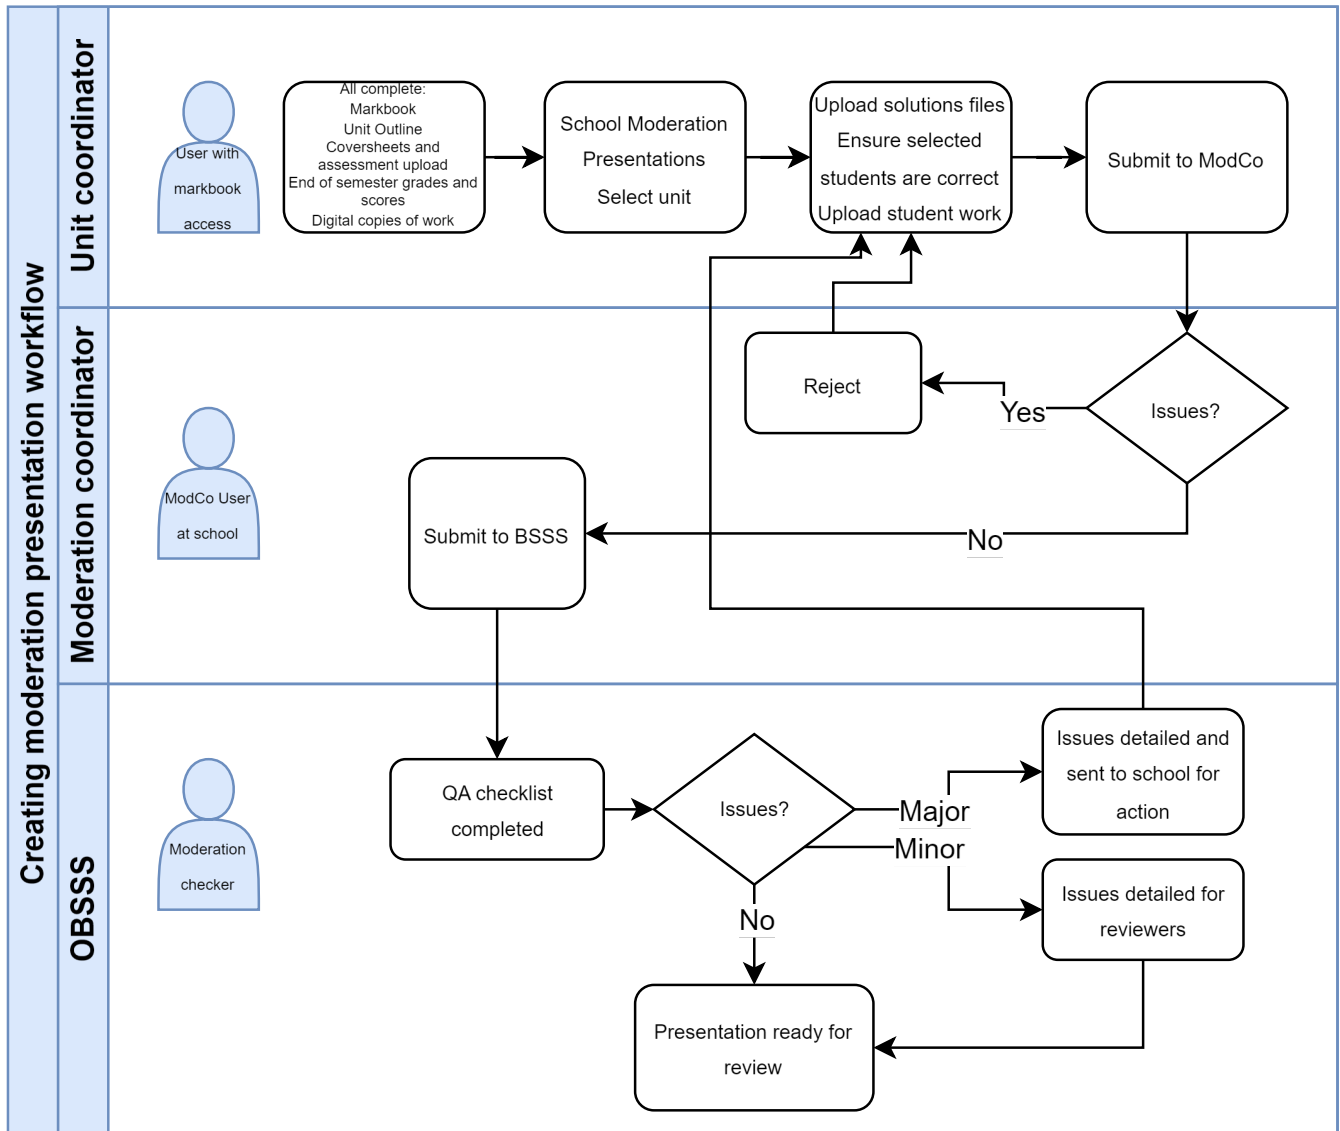 Creating moderation presentation workflow
Unit coordinator
User with
markbook
access
All complete:
Markbook
Unit Outline
Coversheets and
assessment upload
End of semester grades and
scores
Digital copies of work
School Moderation
Presentations
Select unit
Upload solutions files
Ensure selected
students are correct
Upload student work
Submit to ModCo
Moderation coordinator
ModCo User
at school
Reject
Yes
Issues?
Submit to BSSS
No
OBSSS
Moderation
checker
QA checklist
completed
Issues?
Major
Minor
No
Issues detailed and
sent to school for
action
Issues detailed for
reviewers
Presentation ready for
review